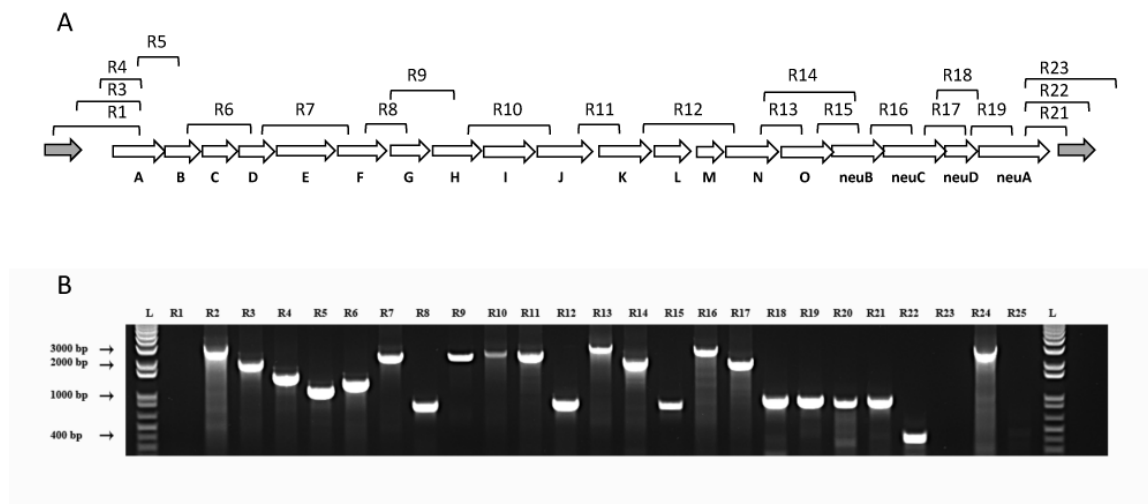 A
R5
R4
R3
R1
R6
R7
R8
R9
R10
R11
R12
R14
R13
R15
R16
R18
R17
R19
R23
R22
R21
A B C D E F G H I J K L M N O neuB neuC neuD neuA
B
L R1 R2 R3 R4 R5 R6 R7 R8 R9 R10 R11 R12 R13 R14 R15 R16 R17 R18 R19 R20 R21 R22 R23 R24 R25 L
3000 bp
2000 bp
1000 bp
400 bp